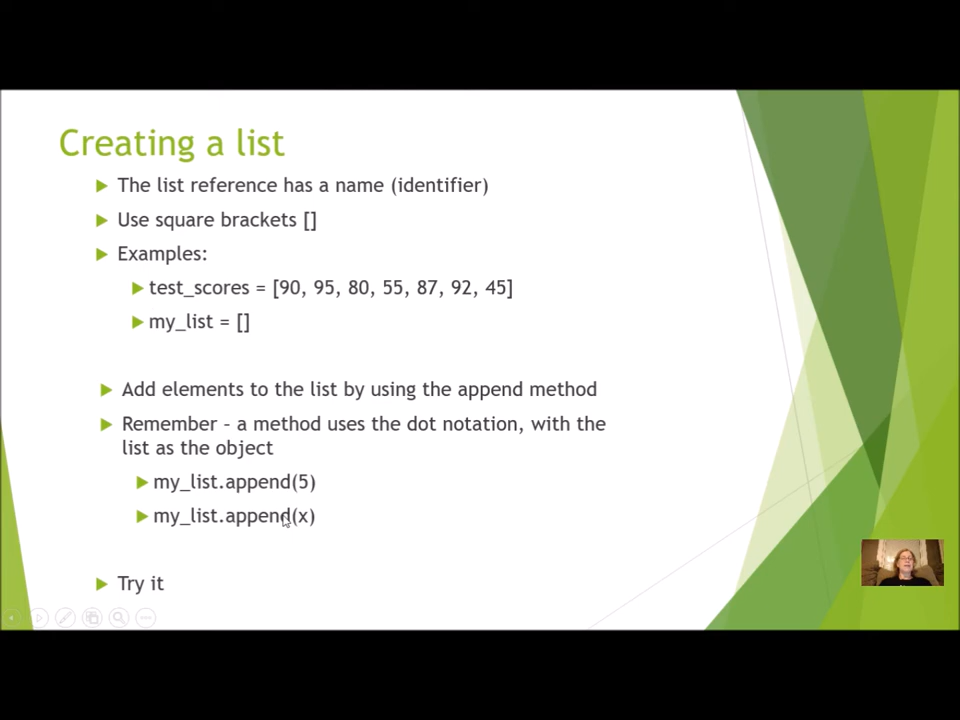 Creating a list
The list reference has a name (identifier)
Use square brackets []
Examples:
test_scores = [90, 95, 80, 55, 87, 92, 45]
my_list = []
Add elements to the list by using the append method
Remember – a method uses the dot notation, with the
list as the object
my_list.append(5)
my_list.append(x)
Try it